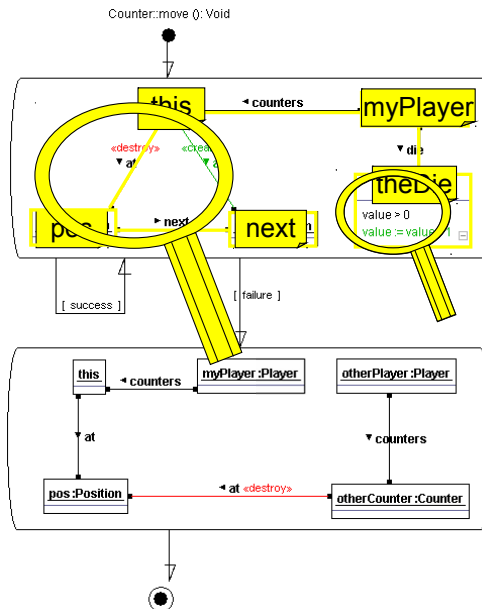 Counter::move (): Void
this
counters
myPlayer
«destroy»
at
die
theDie
value > 0
next
pos
next
[ success ]
[ failure ]
this
counters
myPlayer :Player
otherPlayer :Player
at
counters
pos :Position
at «destroy»
otherCounter :Counter